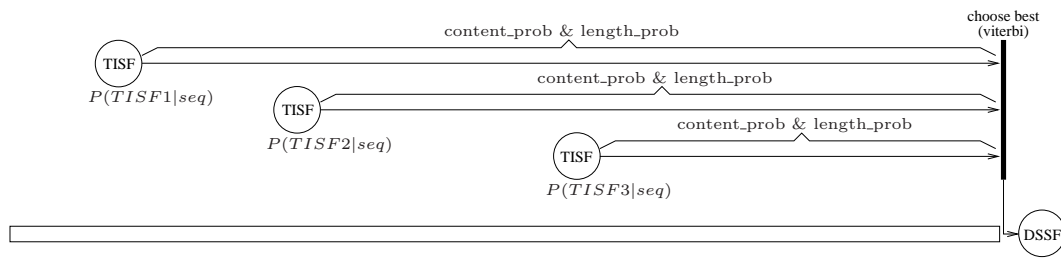 choose best
(viterbi)
content_prob & length_prob
TISF
P(TISF1|seq)
content_prob & length_prob
TISF
P(TISF2|seq)
content_prob & length_prob
TISF
P(TISF3|seq)
DSSF